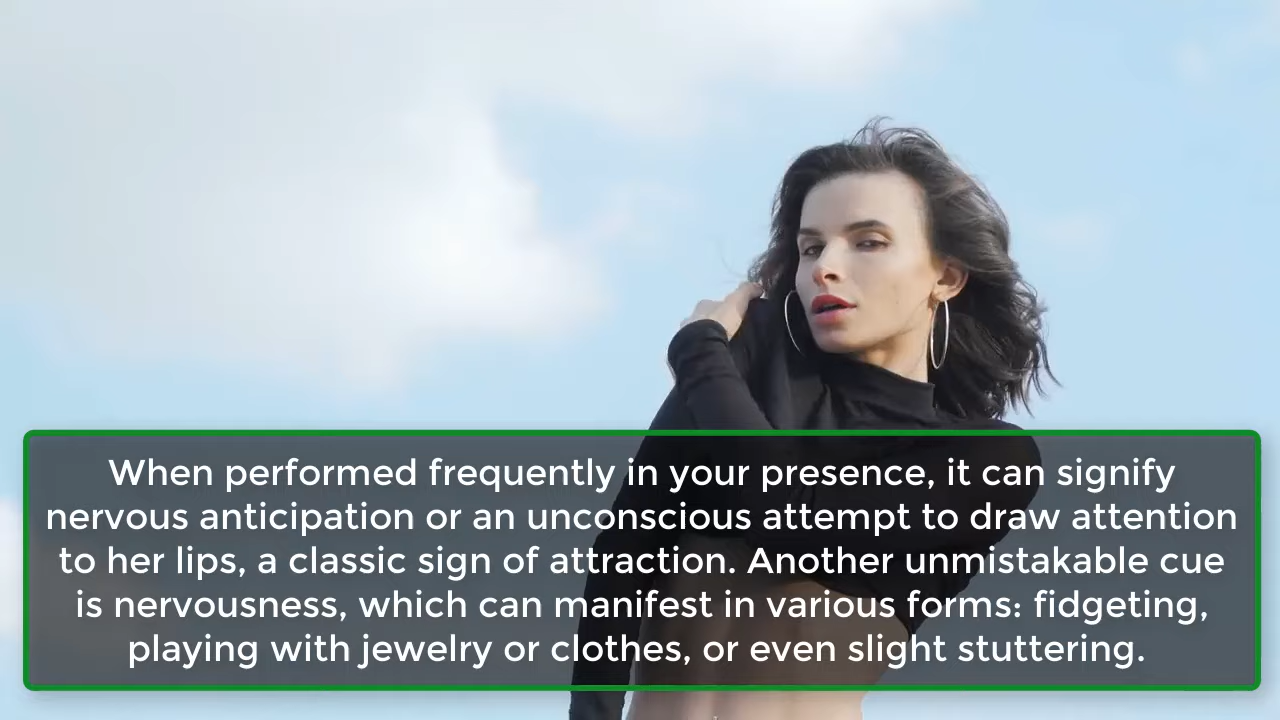 When performed frequently in your presence, it can signify
nervous anticipation or an unconscious attempt to draw attention
to her lips, a classic sign of attraction. Another unmistakable cue
is nervousness, which can manifest in various forms: fidgeting,
playing with jewelry or clothes, or even slight stuttering.